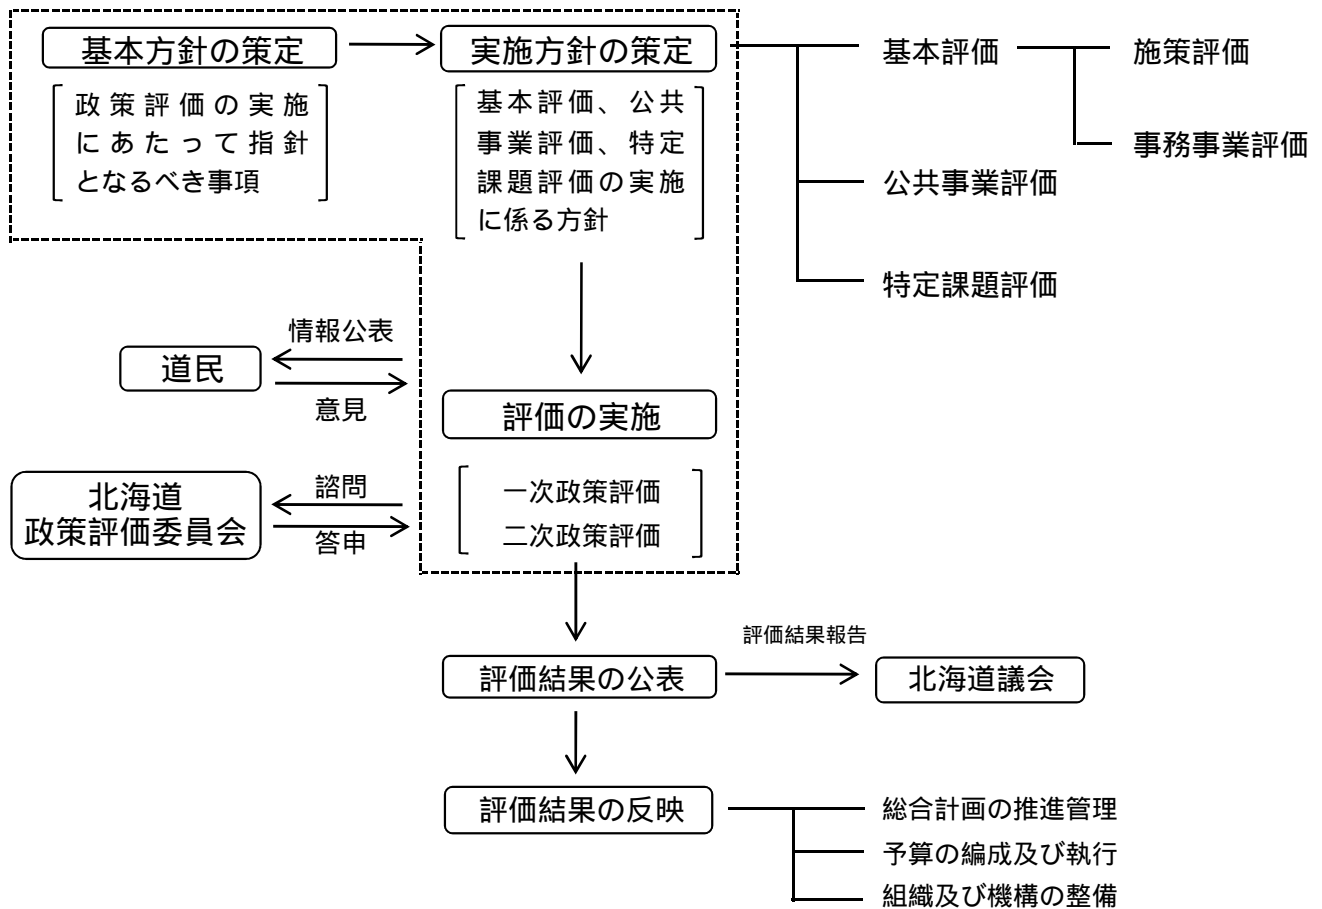 基本方針の策定
政策評価の実施
にあたって指針
となるべき事項
実施方針の策定
基本評価、公共
事業評価、特定
課題評価の実施
に係る方針
基本評価
施策評価
事務事業評価
公共事業評価
特定課題評価
情報公表
道民
意見
評価の実施
一次政策評価
二次政策評価
諮問
北海道
政策評価委員会
答申
評価結果の公表
評価結果報告
北海道議会
評価結果の反映
総合計画の推進管理
予算の編成及び執行
組織及び機構の整備